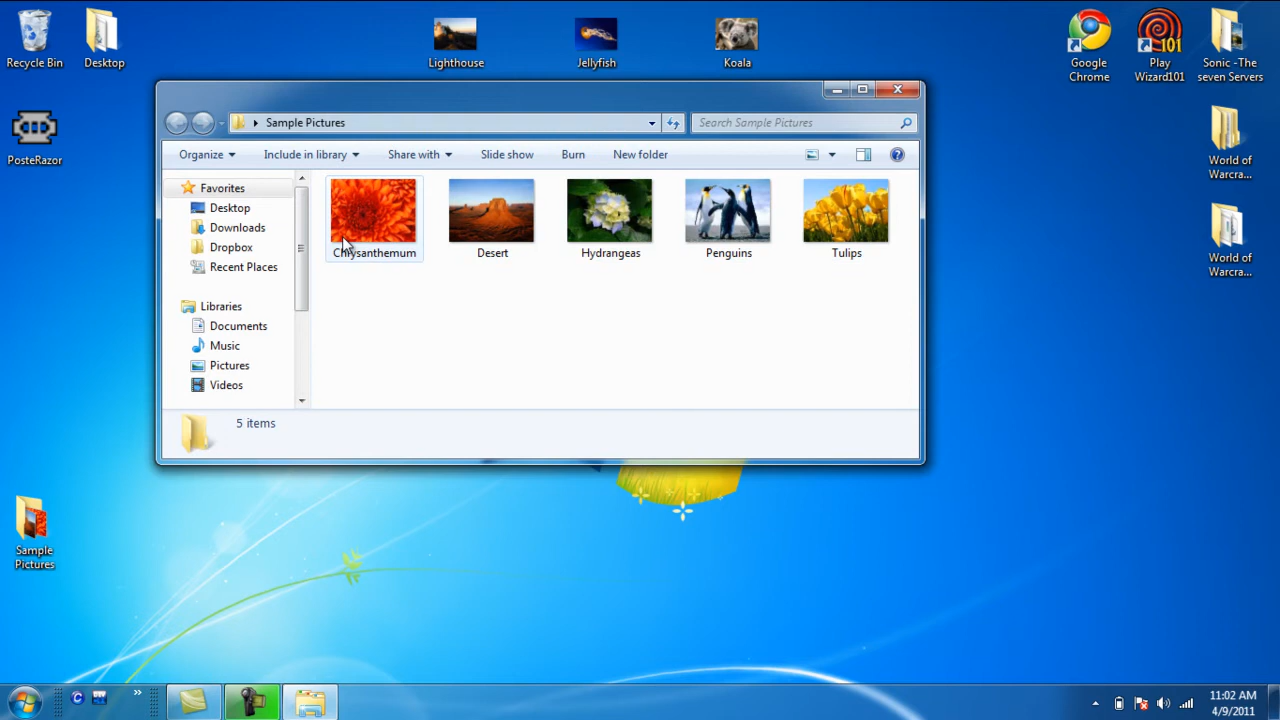 Recycle Bin
Desktop
Lighthouse
Jellyfish
Koala
Google
Chrome
101
Play
Wizard101
Sonic -The
seven Servers
PosteRazor
World of
Warcra...
World of
Warcra...
Sample
Pictures
Sample Pictures
Search Sample Pictures
Organize
Include in library
Share with
Slide show
Burn
New folder
Favorites
Desktop
Downloads
Dropbox
Recent Places
Libraries
Documents
Music
Pictures
Videos
Chrysanthemum
Desert
Hydrangeas
Penguins
Tulips
5 items
11:02 AM
4/9/2011